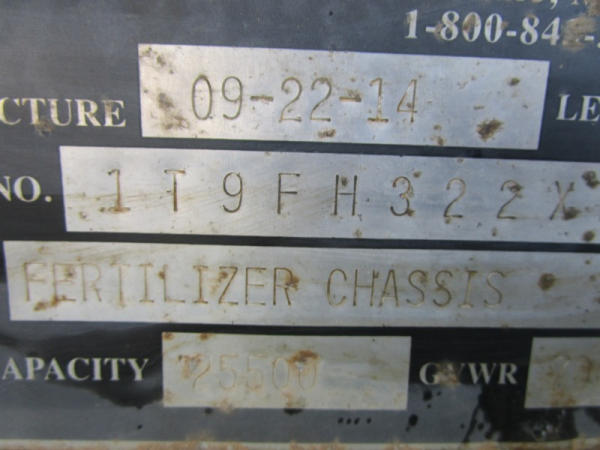 1-800-84
CTURE 09-22-14 LE
NO. 1T9FH322X
FERTILIZER CHASSIS
APACITY 25500 GVWR